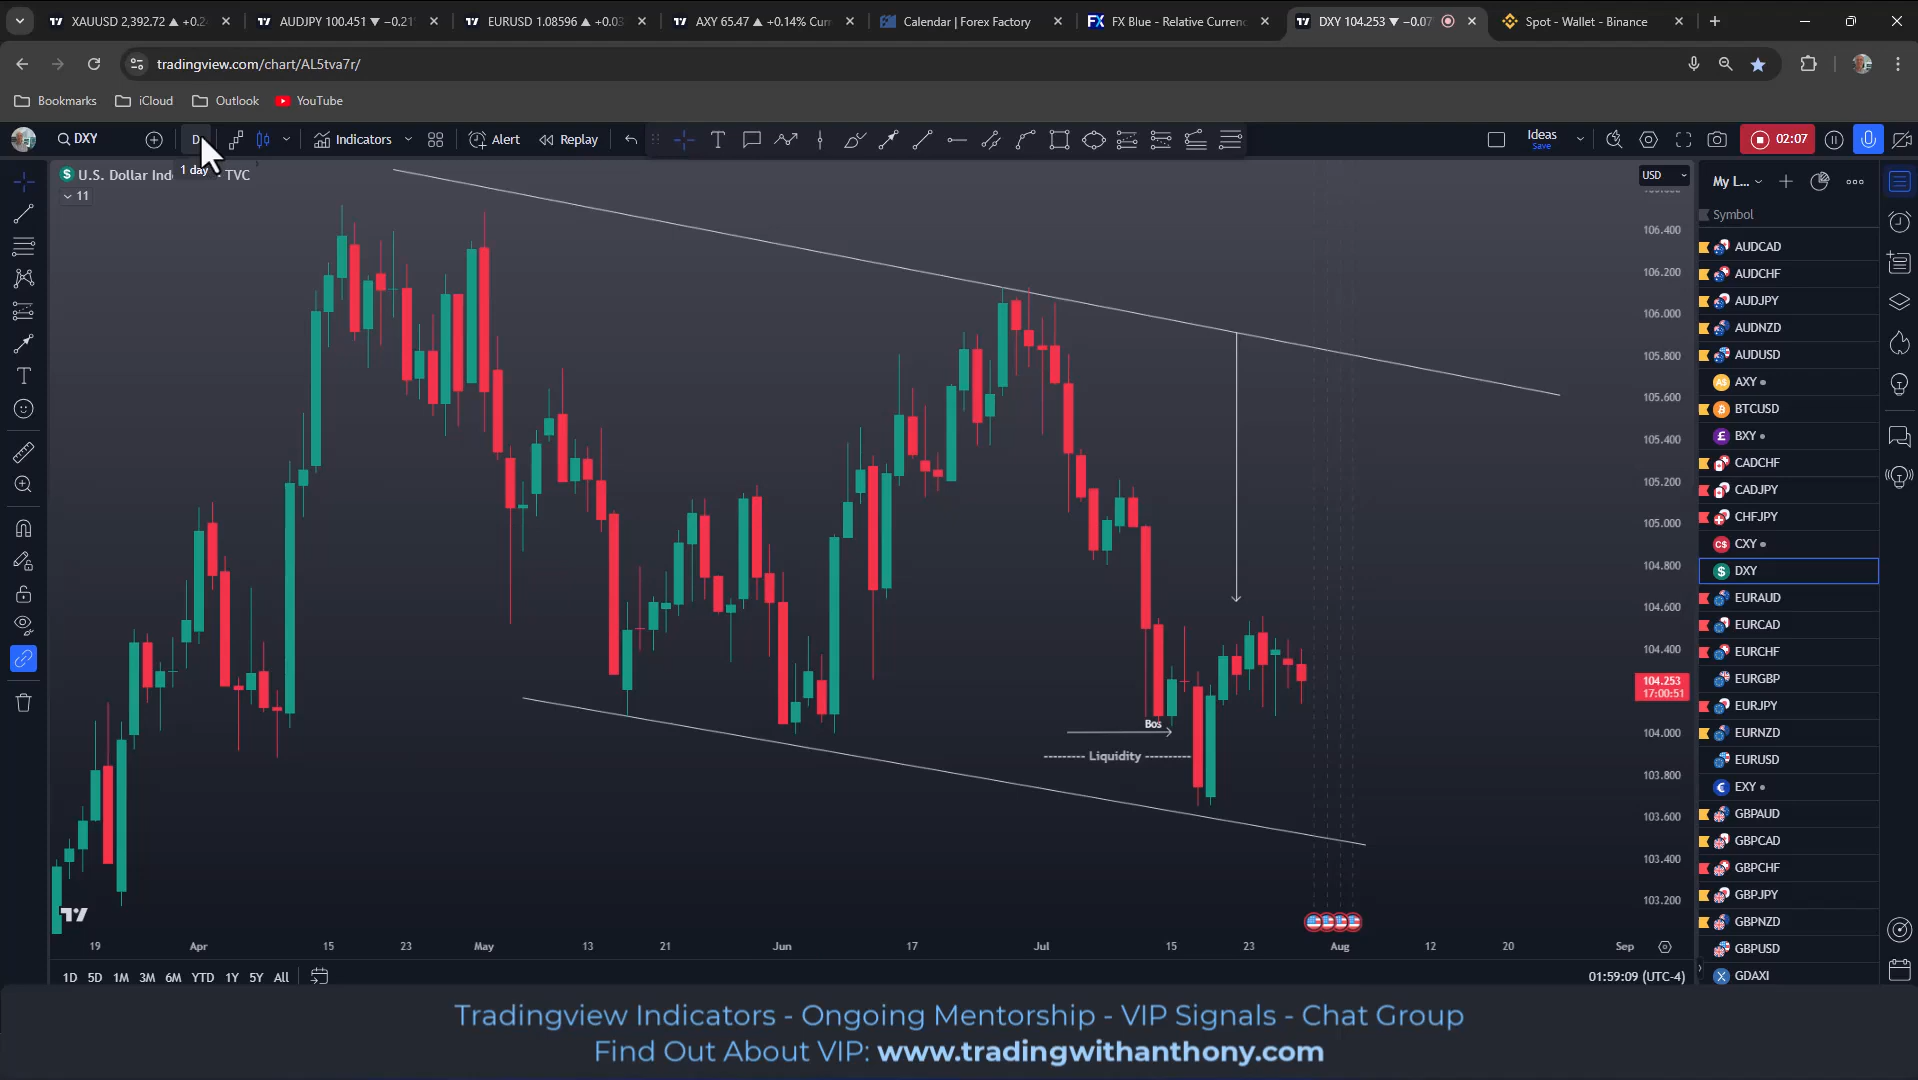 XAUUSD 2,392.72 ▲ +0.2
AUDJPY 100.451 ▼ −0.21
EURUSD 1.08596 ▲ +0.0
AXY 65.47 ▲ +0.14% Cur
Calendar | Forex Factory
FX Blue - Relative Curren
DXY 104.253 ▼ −0.07
Spot - Wallet - Binance
tradingview.com/chart/AL5tva7r/
Bookmarks
iCloud
Outlook
YouTube
DXY
D
Indicators
Alert
Replay
Ideas
Save
02:07
1 day
U.S. Dollar Ind
TVC
11
USD
106.400
106.200
106.000
105.800
105.600
105.400
105.200
105.000
104.800
104.600
104.400
104.253
17:00:51
104.000
103.800
103.600
103.400
103.200
Bos
Liquidity
19 Apr 15 23 May 13 21 Jun 17 Jul 15 23 Aug 12 20 Sep
1D 5D 1M 3M 6M YTD 1Y 5Y All
01:59:09 (UTC-4)
My L...
Symbol
AUDCAD
AUDCHF
AUDJPY
AUDNZD
AUDUSD
AXY
BTCUSD
BXY
CADCHF
CADJPY
CHFJPY
CXY
DXY
EURAUD
EURCAD
EURCHF
EURGBP
EURJPY
EURNZD
EURUSD
EXY
GBPAUD
GBPCAD
GBPCHF
GBPJPY
GBPNZD
GBPUSD
GDAXI
Tradingview Indicators - Ongoing Mentorship - VIP Signals - Chat Group
Find Out About VIP: www.tradingwithanthony.com